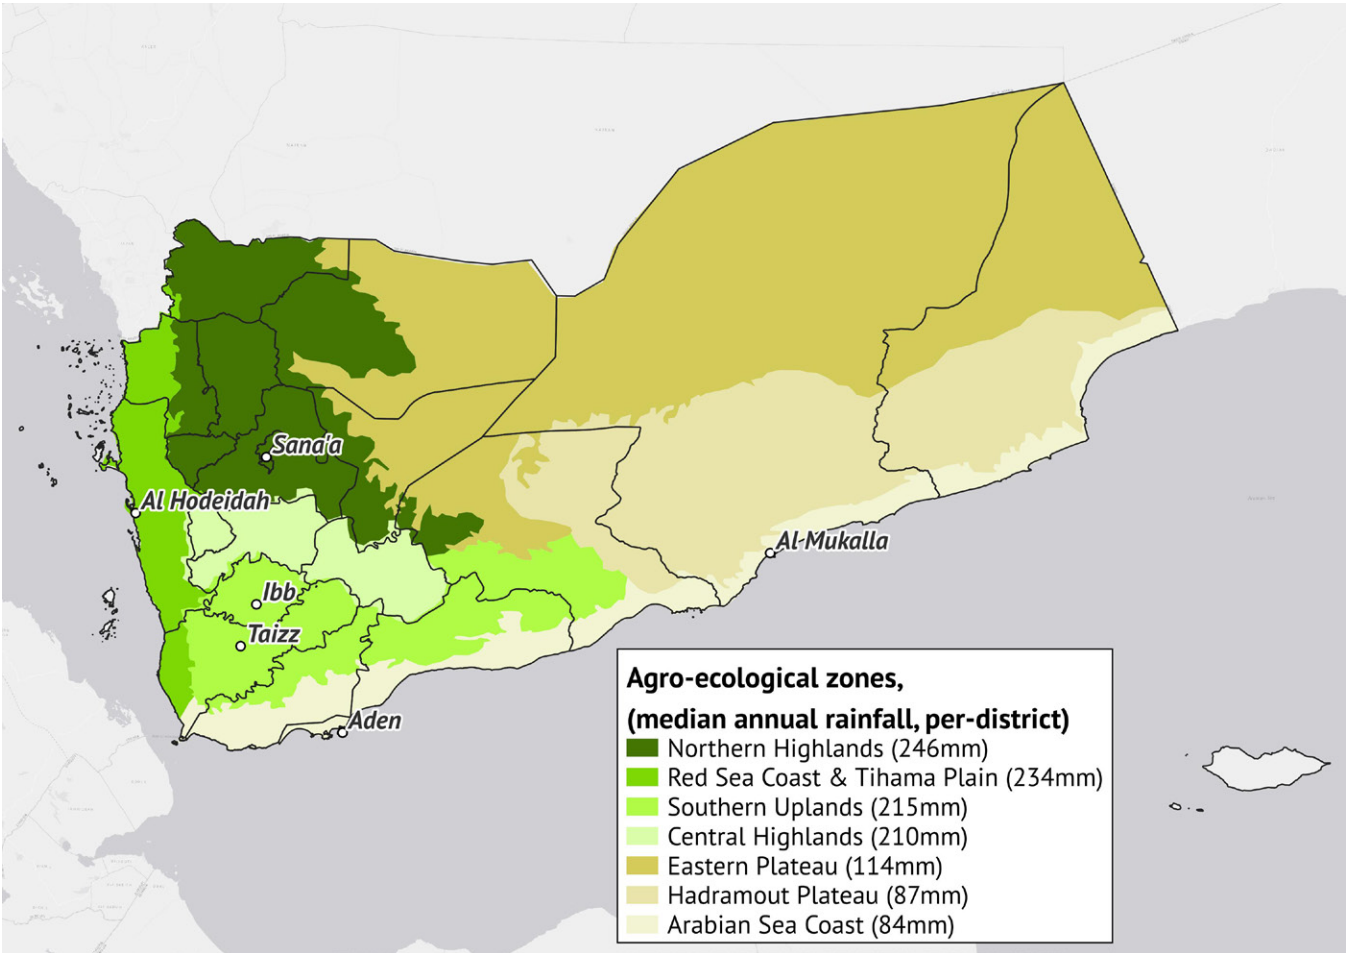 Sana'a
Al Hodeidah
Al Mukalla
Ibb
Taizz
Aden
Agro-ecological zones,
(median annual rainfall, per-district)
Northern Highlands (246mm)
Red Sea Coast & Tihama Plain (234mm)
Southern Uplands (215mm)
Central Highlands (210mm)
Eastern Plateau (114mm)
Hadramout Plateau (87mm)
Arabian Sea Coast (84mm)